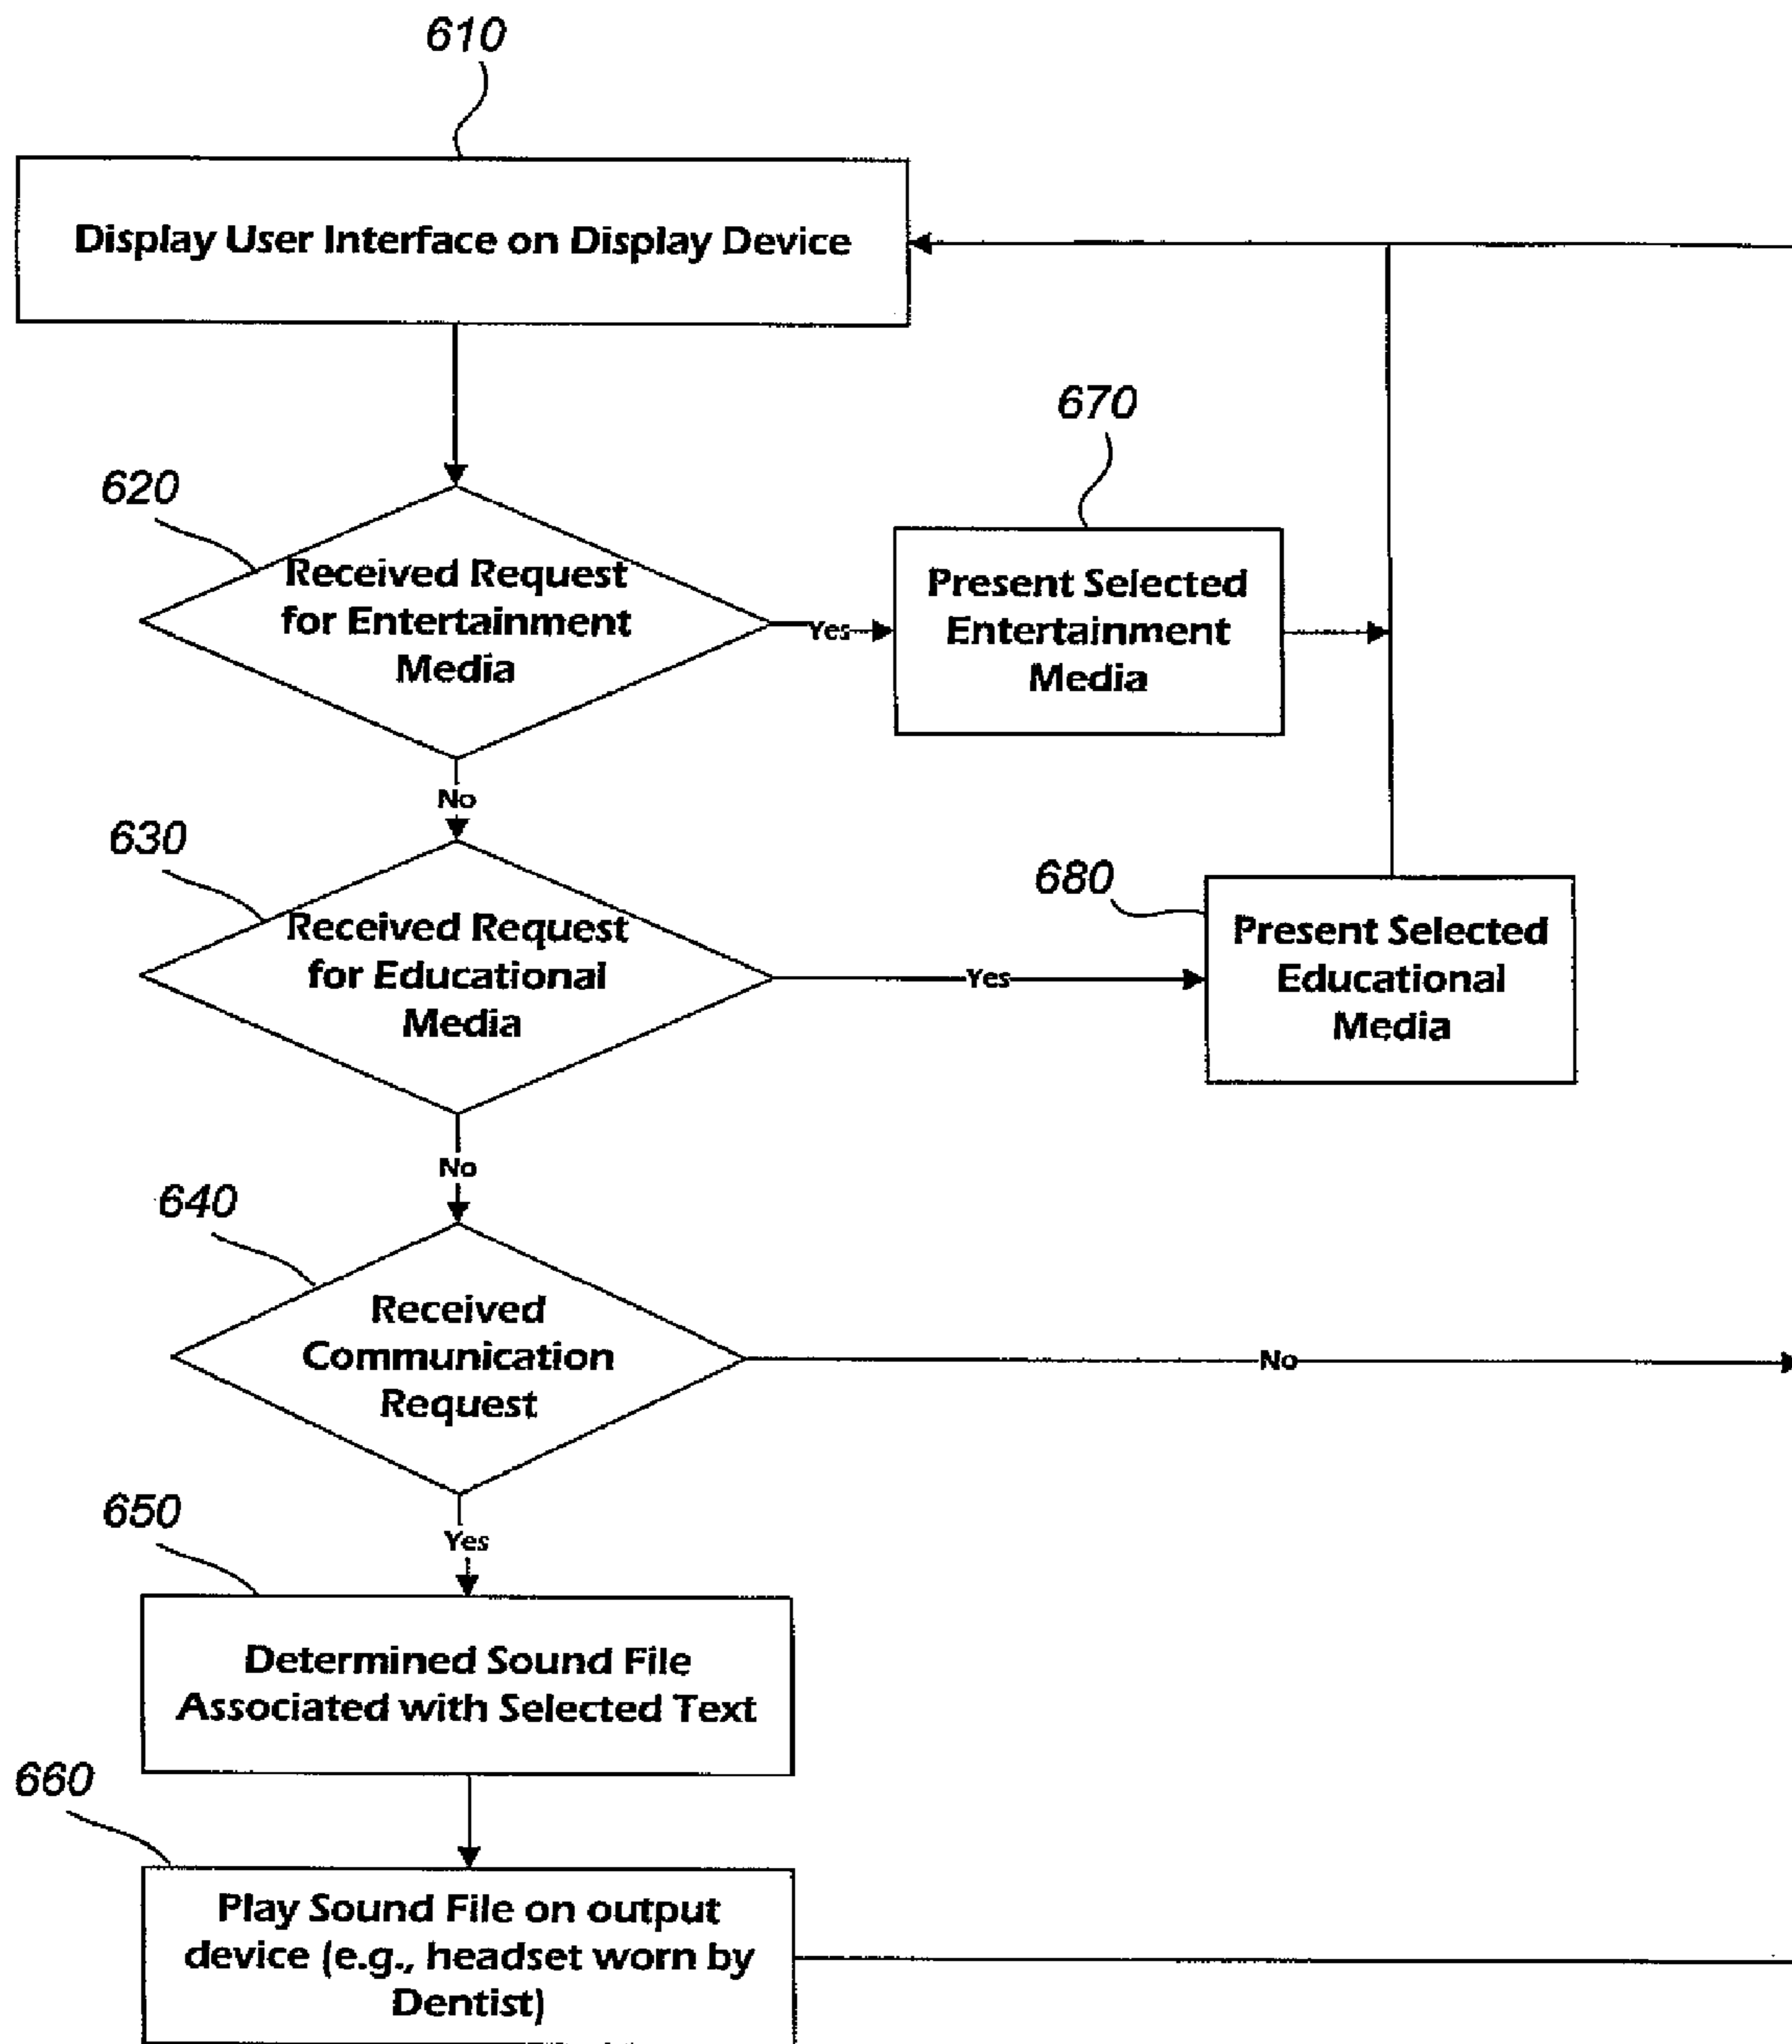 610
Display User Interface on Display Device
670
620
Received Request
for Entertainment
Media
Yes
Present Selected
Entertainment
Media
No
630
Received Request
for Educational
Media
Yes
680
Present Selected
Educational
Media
No
640
Received
Communication
Request
No
Yes
650
Determined Sound File
Associated with Selected Text
660
Play Sound File on output
device (e.g., headset worn by
Dentist)